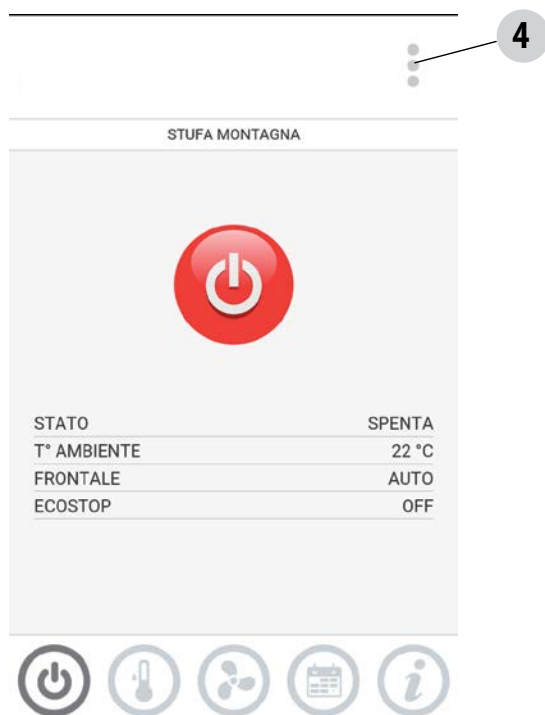 4
STUFA MONTAGNA
STATO SPENTA
T° AMBIENTE 22 °C
FRONTALE AUTO
ECOSTOP OFF
i